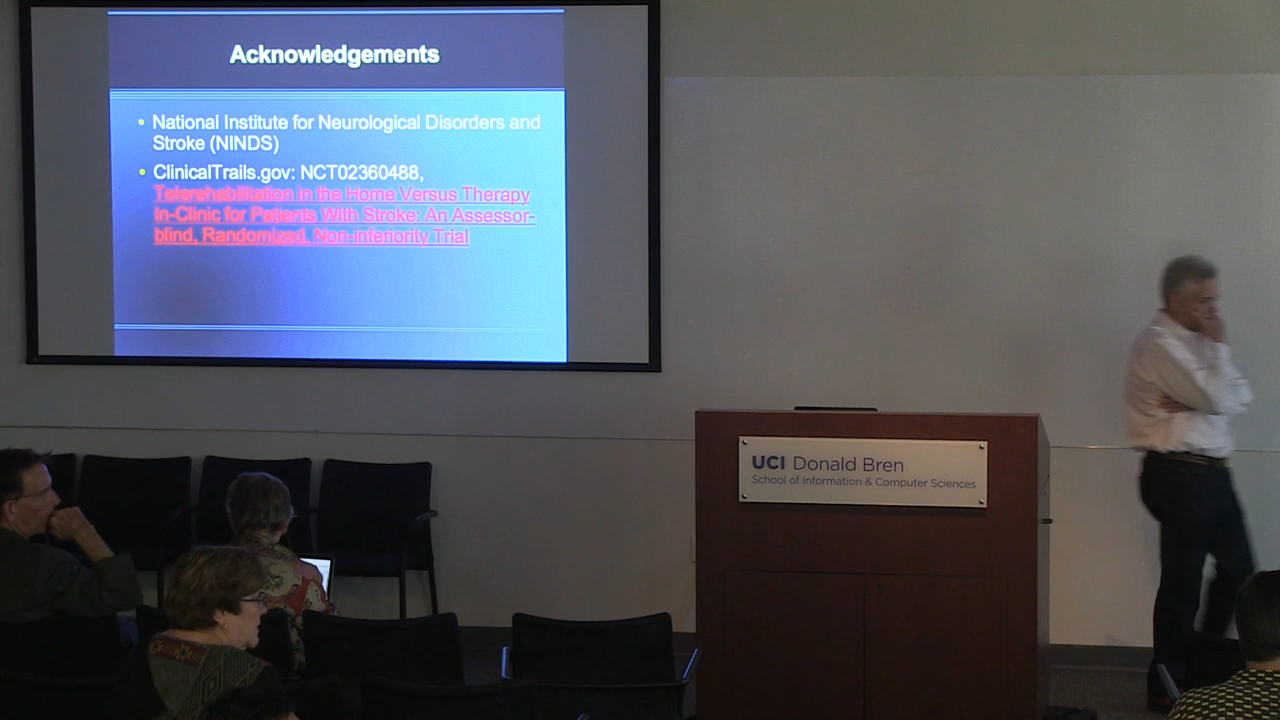 Acknowledgements
• National Institute for Neurological Disorders and
Stroke (NINDS)
• ClinicalTrails.gov: NCT02360488,
Telerehabilitation in the Home Versus Therapy
In-Clinic for Patients With Stroke: An Assessor-
blind, Randomized, Non-inferiority Trial
UCI Donald Bren
School of Information & Computer Sciences